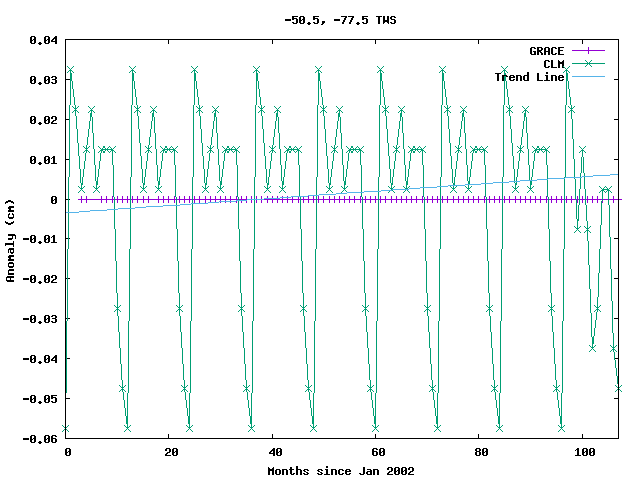 -50.5, -77.5 TWS
GRACE
CLM
Trend Line
0.04
0.03
0.02
0.01
0
-0.01
-0.02
-0.03
-0.04
-0.05
-0.06
Anomaly (cm)
0 20 40 60 80 100
Months since Jan 2002